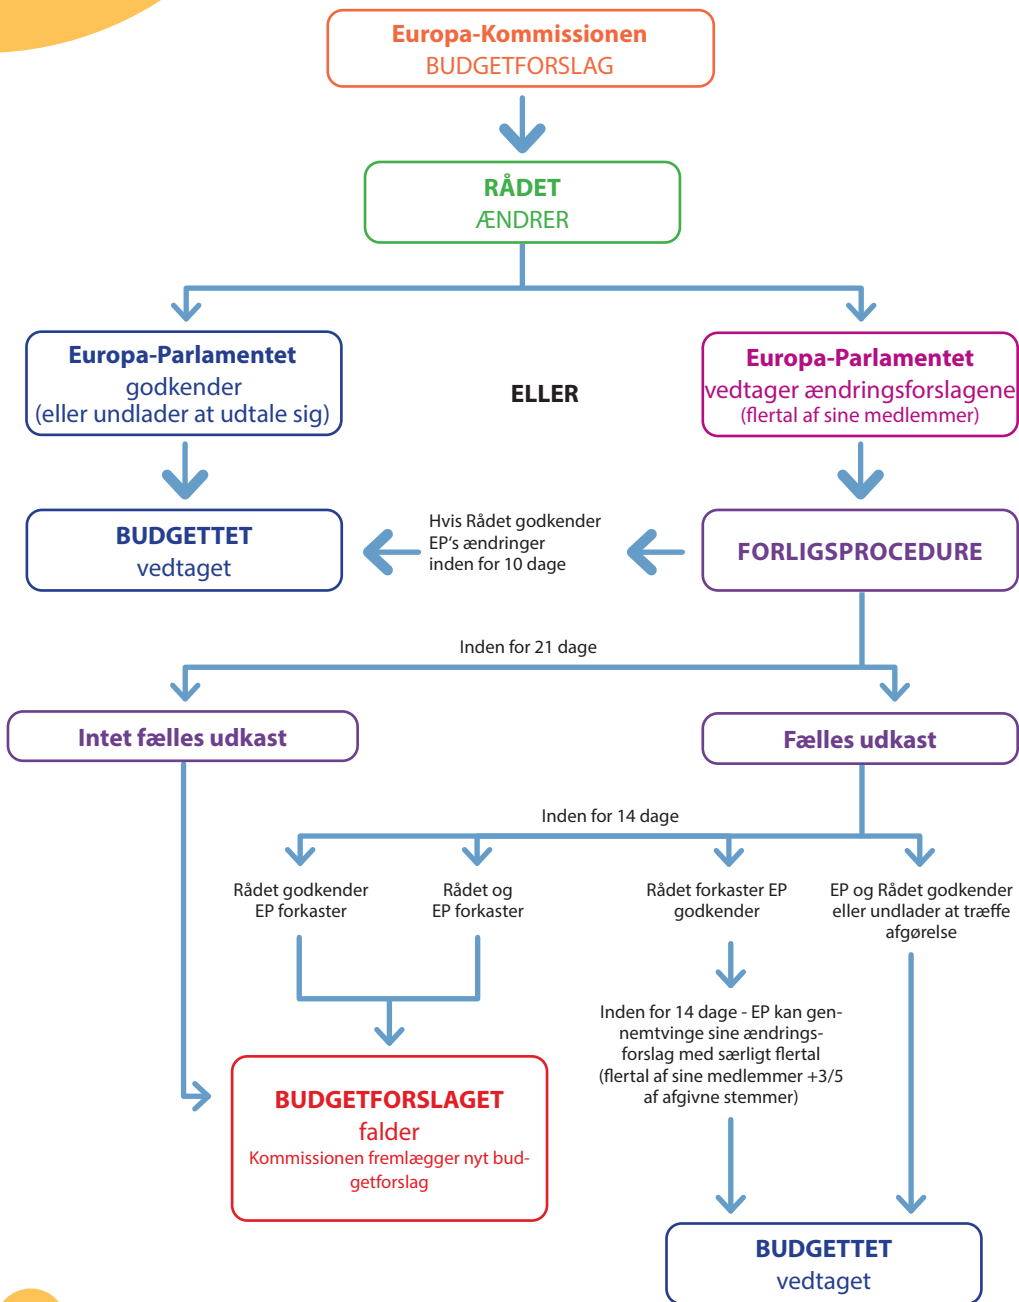 Europa-Kommissionen
BUDGETFORSLAG
RÅDET
ÆNDRER
Europa-Parlamentet
godkender
(eller undlader at udtale sig)
ELLER
Europa-Parlamentet
vedtager ændringsforslagene
(flertal af sine medlemmer)
BUDGETTET
vedtaget
Hvis Rådet godkender
EP‘s ændringer
inden for 10 dage
FORLIGSPROCEDURE
Inden for 21 dage
Intet fælles udkast
Fælles udkast
Inden for 14 dage
Rådet godkender
EP forkaster
Rådet og
EP forkaster
Rådet forkaster EP
godkender
EP og Rådet godkender
eller undlader at træffe
afgørelse
Inden for 14 dage - EP kan gen-
nemtvinge sine ændrings-
forslag med særligt flertal
(flertal af sine medlemmer +3/5
af afgivne stemmer)
BUDGETFORSLAGET
falder
Kommissionen fremlægger nyt bud-
getforslag
BUDGETTET
vedtaget